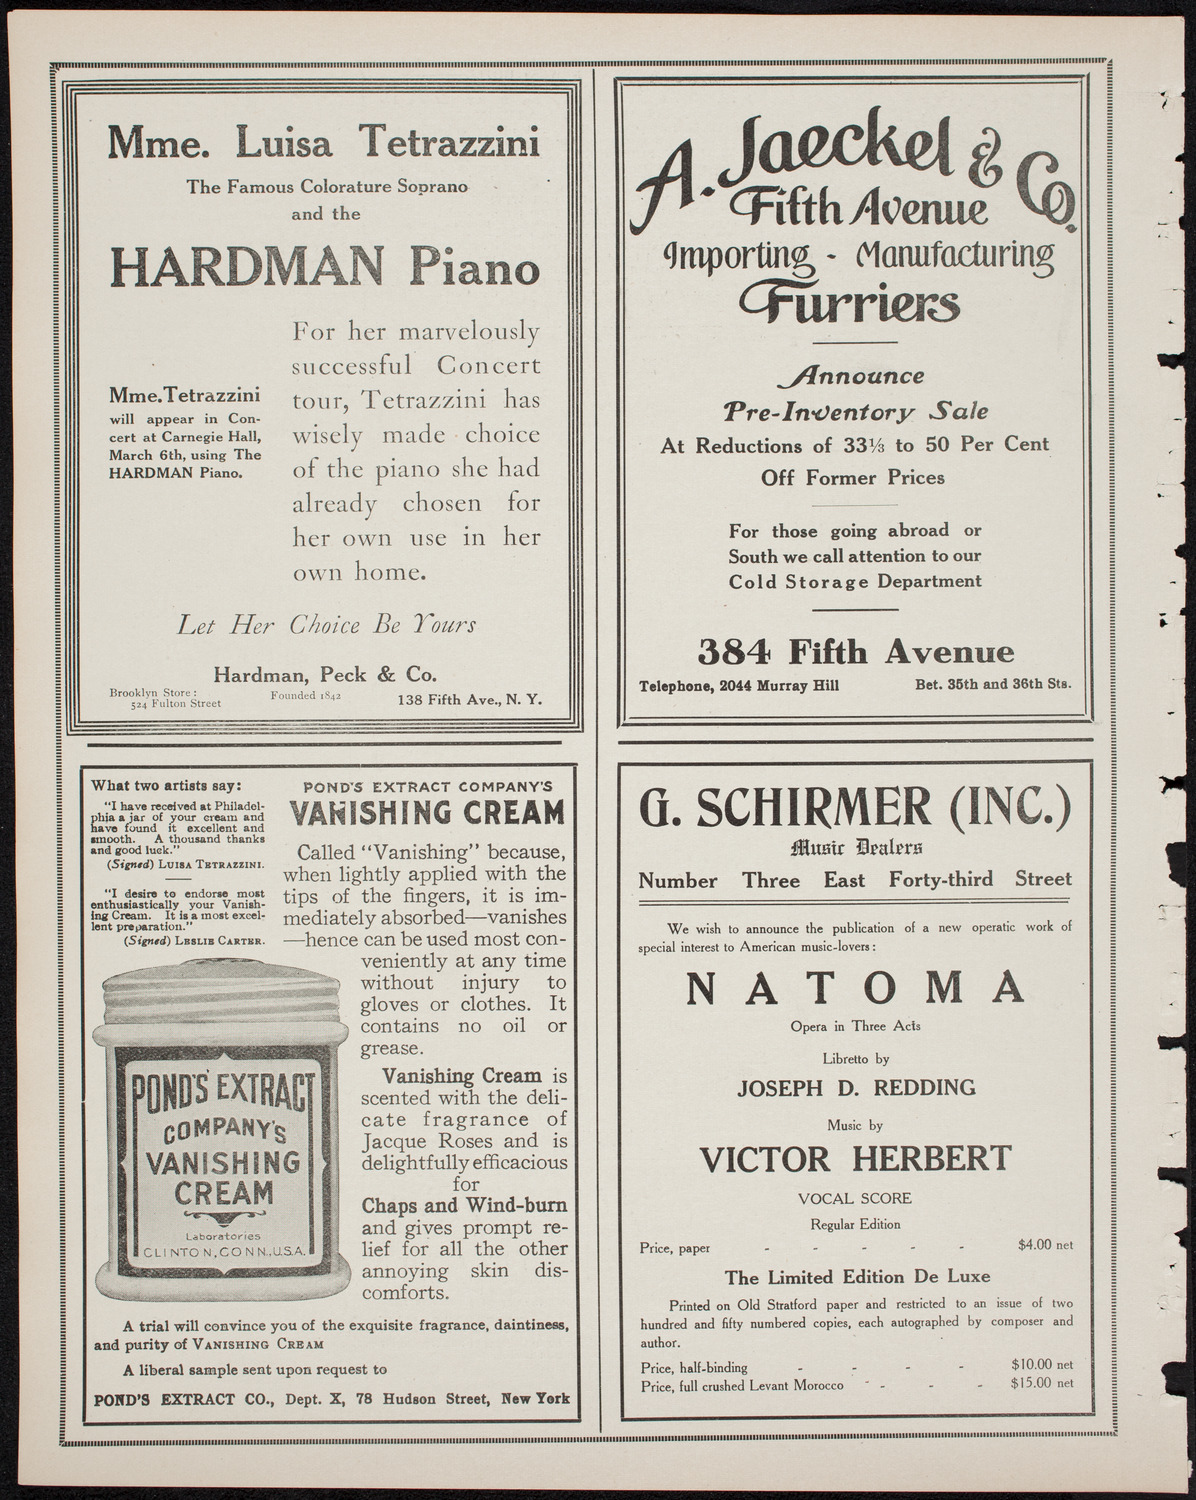 Mme. Luisa Tetrazzini
The Famous Colorature Soprano
and the
HARDMAN Piano
Mme. Tetrazzini
will appear in Con-
cert at Carnegie Hall,
March 6th, using The
HARDMAN Piano.
For her marvelously
successful Concert
tour, Tetrazzini has
wisely made choice
of the piano she had
already chosen for
her own use in her
own home.
Let Her Choice Be Yours
Hardman, Peck & Co.
Brooklyn Store:
524 Fulton Street
Founded 1842
138 Fifth Ave., N. Y.
A. Jaeckel & Co.
Fifth Avenue
Importing - Manufacturing
Furriers
Announce
Pre-Inventory Sale
At Reductions of 33⅓ to 50 Per Cent
Off Former Prices
For those going abroad or
South we call attention to our
Cold Storage Department
384 Fifth Avenue
Telephone, 2044 Murray Hill
Bet. 35th and 36th Sts.
What two artists say:
"I have received at Philadel-
phia a jar of your cream and
have found it excellent and
smooth. A thousand thanks
and good luck."
(Signed) LUISA TETRAZZINI.
"I desire to endorse most
enthusiastically your Vanish-
ing Cream. It is a most excel-
lent preparation."
(Signed) LESLIE CARTER.
POND'S EXTRACT COMPANY'S
VANISHING CREAM
Called "Vanishing" because,
when lightly applied with the
tips of the fingers, it is im-
mediately absorbed—vanishes
—hence can be used most con-
veniently at any time
without injury to
gloves or clothes. It
contains no oil or
grease.
Vanishing Cream is
scented with the deli-
cate fragrance of
Jacque Roses and is
delightfully efficacious
for
Chaps and Wind-burn
and gives prompt re-
lief for all the other
annoying skin dis-
comforts.
POND'S EXTRACT
COMPANY'S
VANISHING
CREAM
Laboratories
CLINTON, CONN., U.S.A.
A trial will convince you of the exquisite fragrance, daintiness,
and purity of VANISHING CREAM
A liberal sample sent upon request to
POND'S EXTRACT CO., Dept. X, 78 Hudson Street, New York
G. SCHIRMER (INC.)
Music Dealers
Number Three East Forty-third Street
We wish to announce the publication of a new operatic work of
special interest to American music-lovers:
NATOMA
Opera in Three Acts
Libretto by
JOSEPH D. REDDING
Music by
VICTOR HERBERT
VOCAL SCORE
Regular Edition
Price, paper - - - - - $4.00 net
The Limited Edition De Luxe
Printed on Old Stratford paper and restricted to an issue of two
hundred and fifty numbered copies, each autographed by composer and
author.
Price, half-binding - - - - $10.00 net
Price, full crushed Levant Morocco - - - - $15.00 net